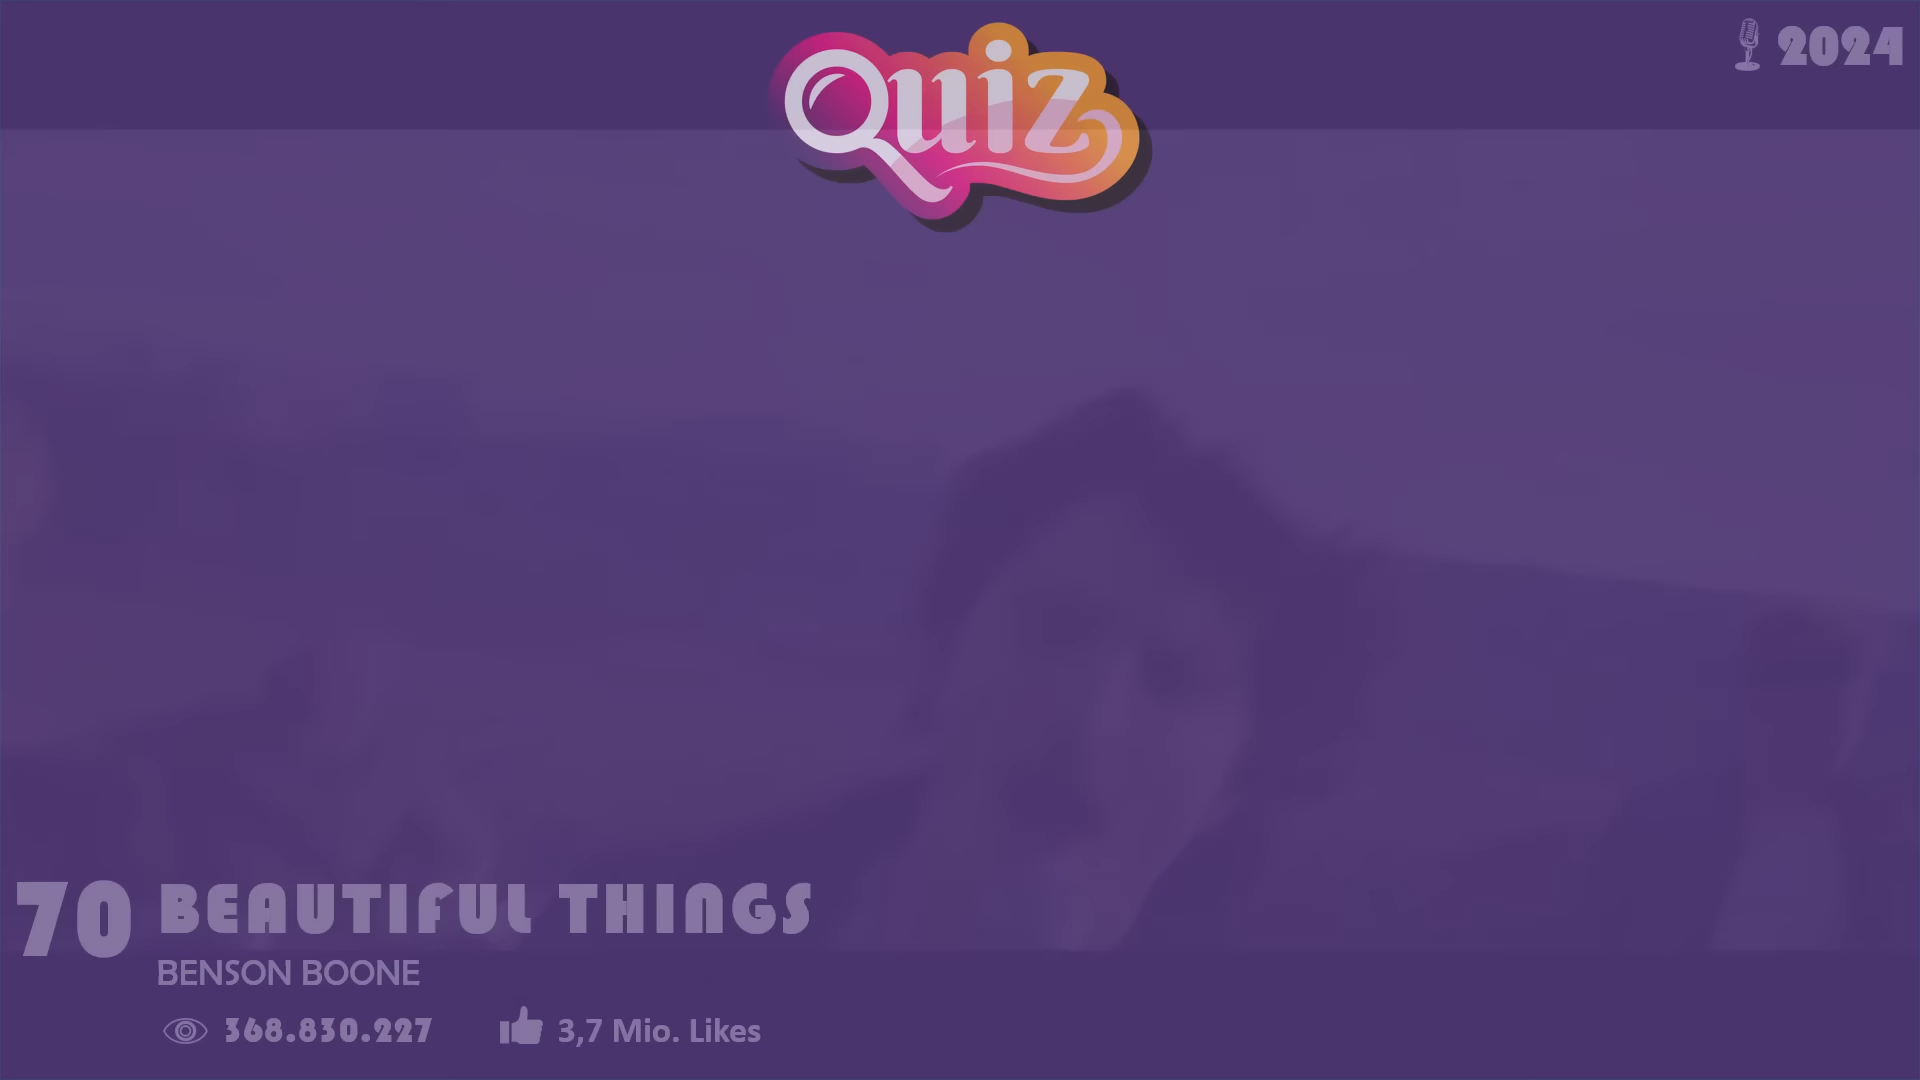 Quiz
2024
70 BEAUTIFUL THINGS
BENSON BOONE
368.830.227 3,7 Mio. Likes